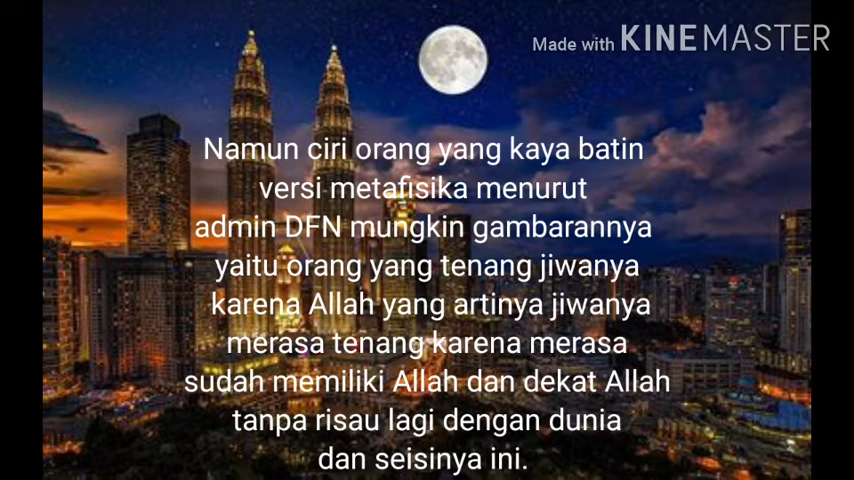 Made with KINEMASTER
Namun ciri orang yang kaya batin
versi metafisika menurut
admin DFN mungkin gambarannya
yaitu orang yang tenang jiwanya
karena Allah yang artinya jiwanya
merasa tenang karena merasa
sudah memiliki Allah dan dekat Allah
tanpa risau lagi dengan dunia
dan seisinya ini.